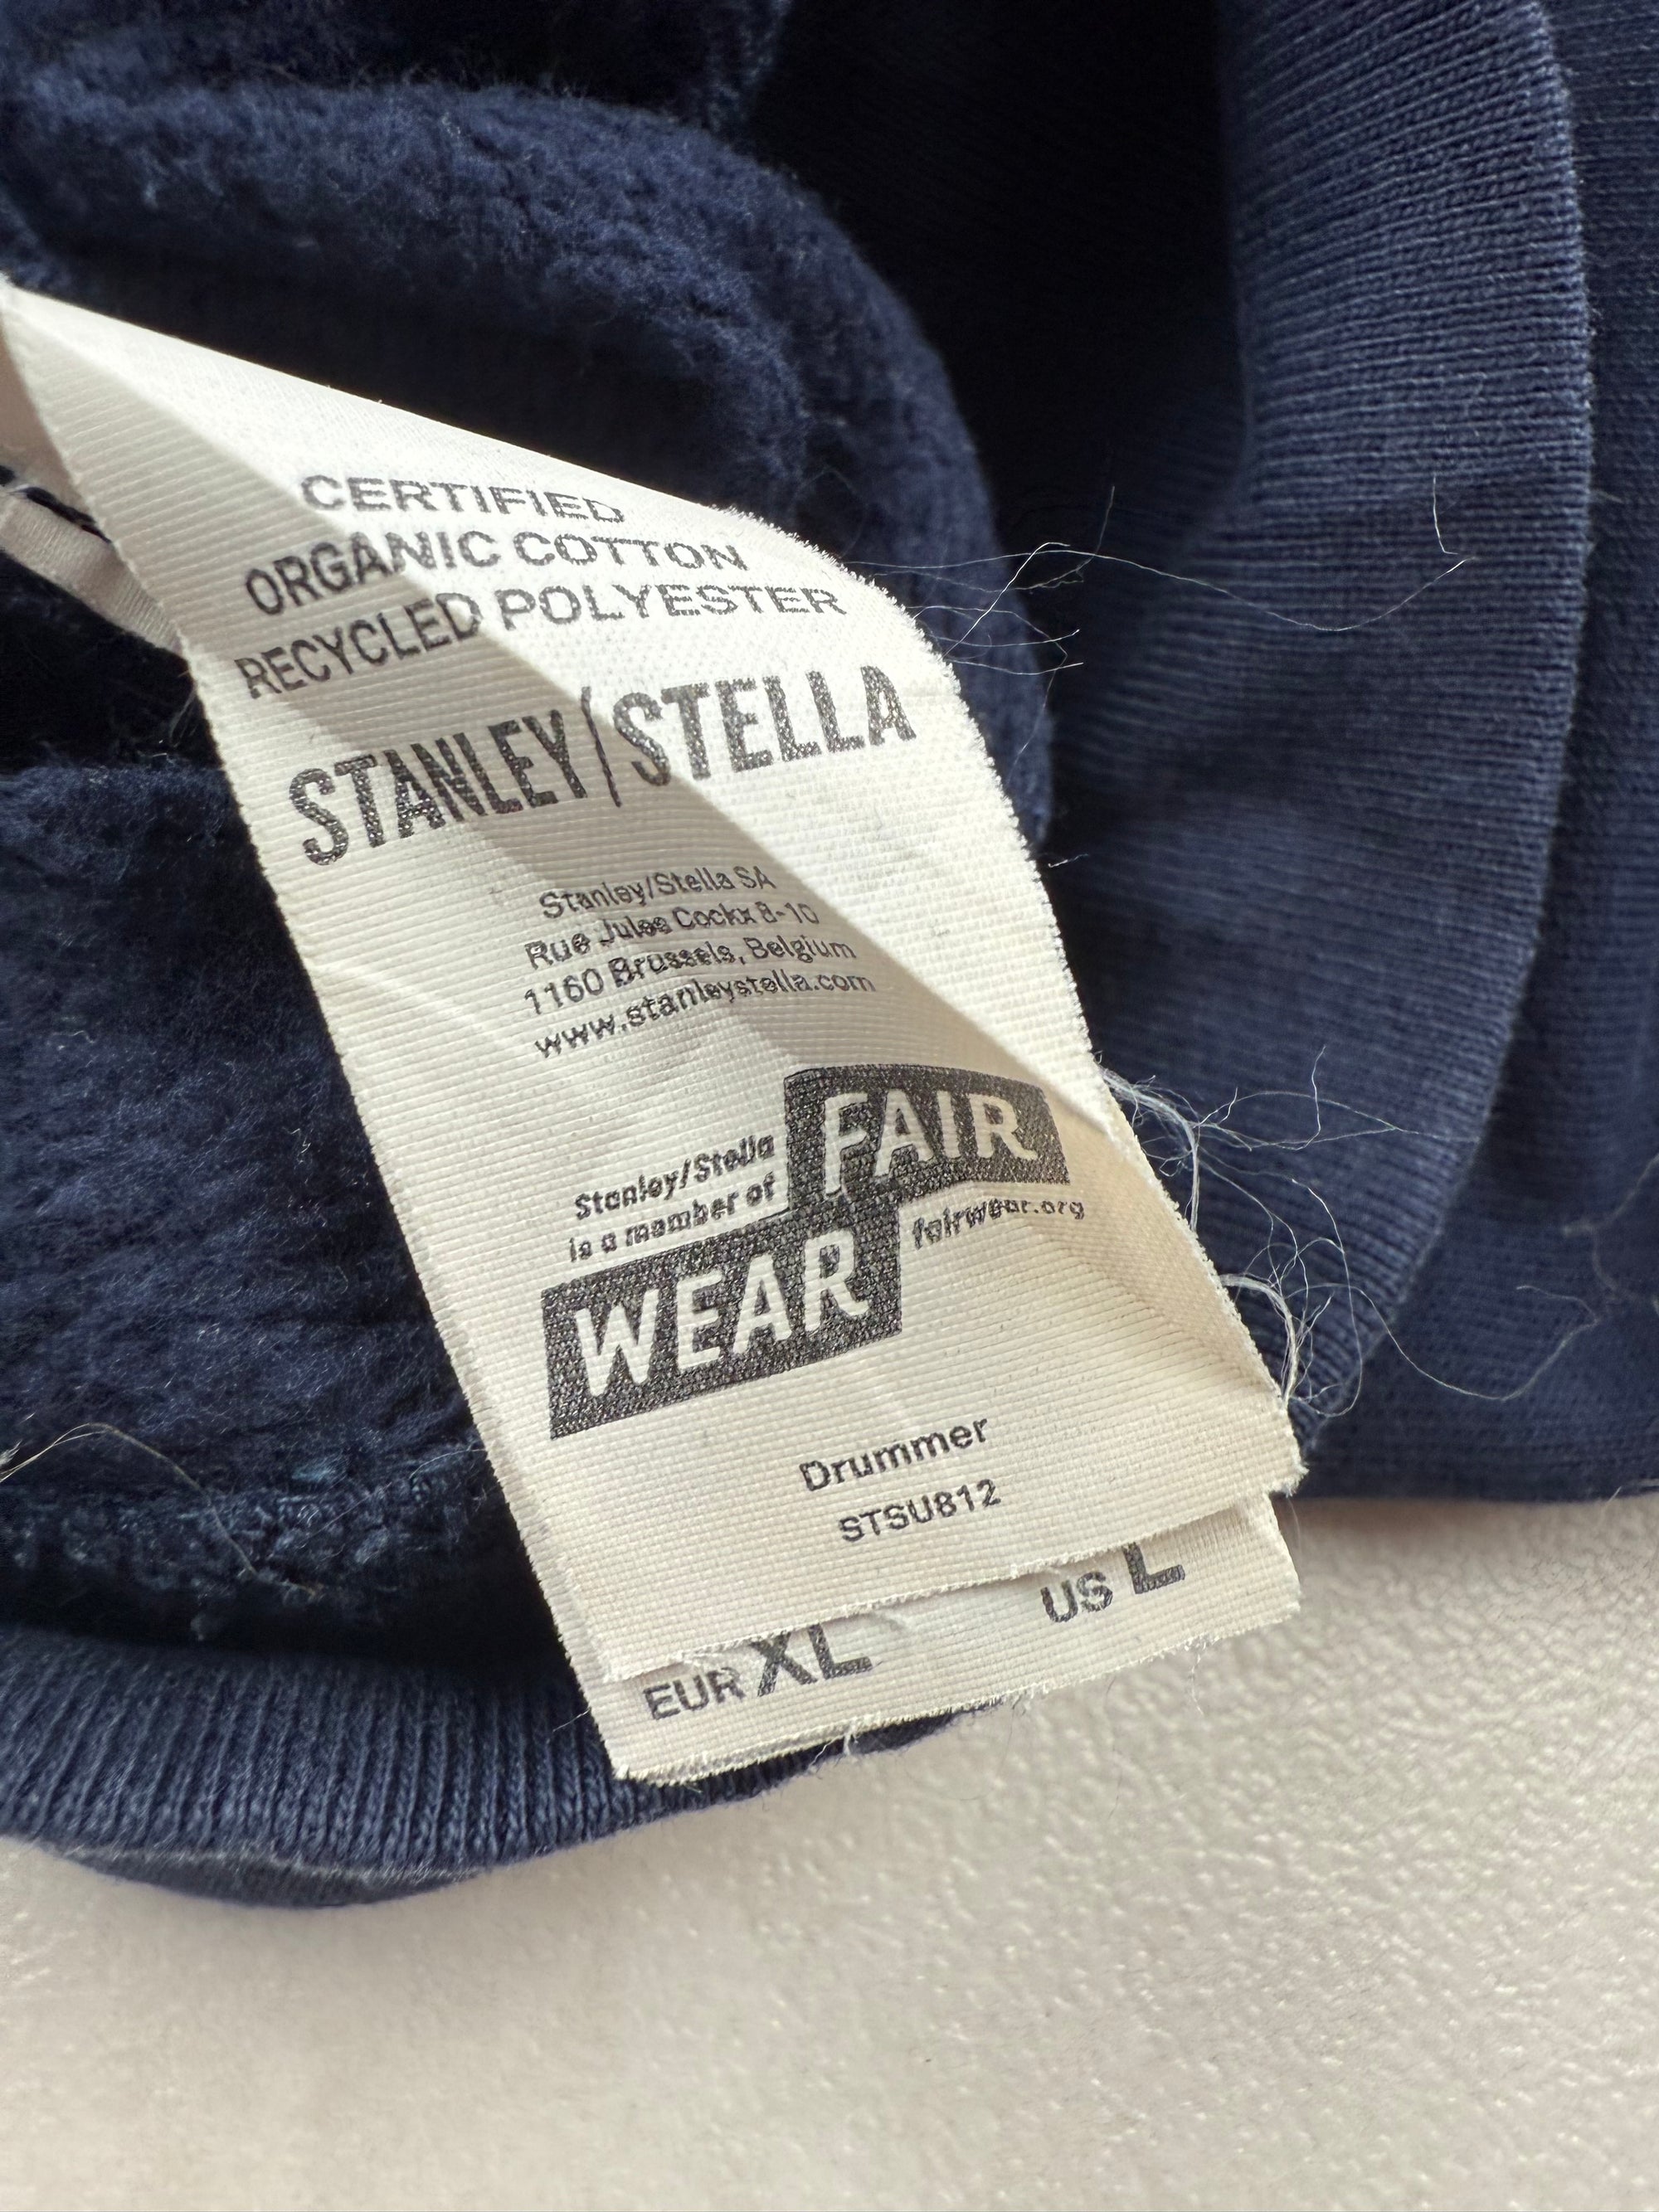 CERTIFIED
ORGANIC COTTON
RECYCLED POLYESTER
STANLEY/STELLA
Stanley/Stella SA
Rue Jules Cockx 8-10
1160 Brussels, Belgium
www.stanleystella.com
Stanley/Stella
is a member of
FAIR
WEAR
fairwear.org
Drummer
STSU812
EUR XL US L